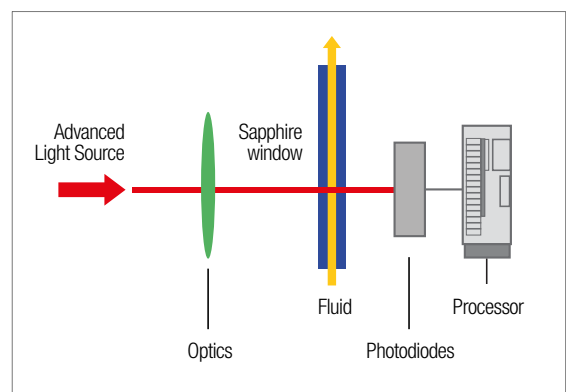 Advanced
Light Source
Sapphire
window
Fluid
Processor
Optics
Photodiodes